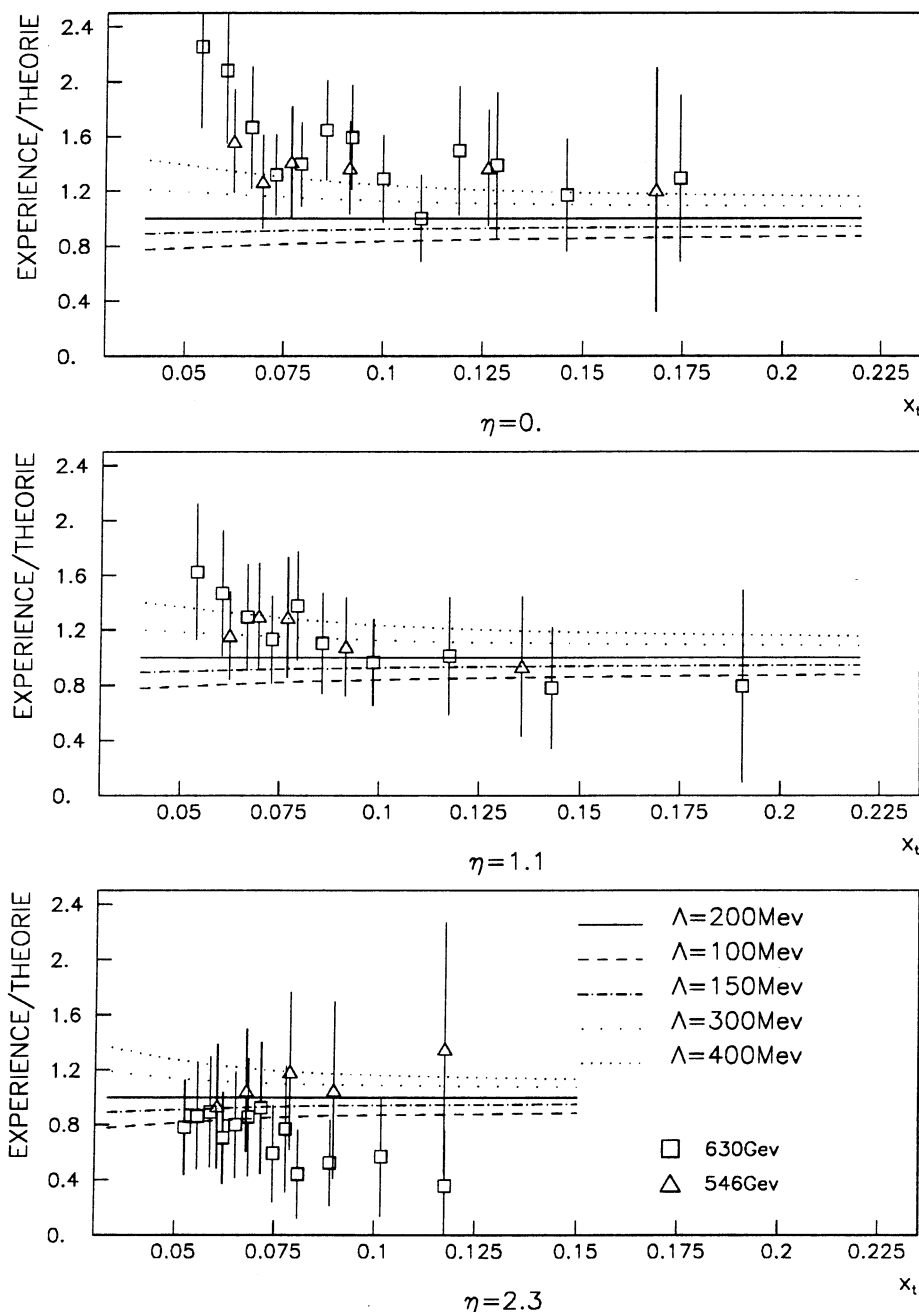 EXPERIENCE/THEORIE
2.4
2.
1.6
1.2
0.8
0.4
0.
0.05
0.075
0.1
0.125
0.15
0.175
0.2
0.225
xₜ
η=0.
EXPERIENCE/THEORIE
2.4
2.
1.6
1.2
0.8
0.4
0.
0.05
0.075
0.1
0.125
0.15
0.175
0.2
0.225
xₜ
η=1.1
EXPERIENCE/THEORIE
2.4
2.
1.6
1.2
0.8
0.4
0.
Λ=200Mev
Λ=100Mev
Λ=150Mev
Λ=300Mev
Λ=400Mev
630Gev
546Gev
0.05
0.075
0.1
0.125
0.15
0.175
0.2
0.225
xₜ
η=2.3